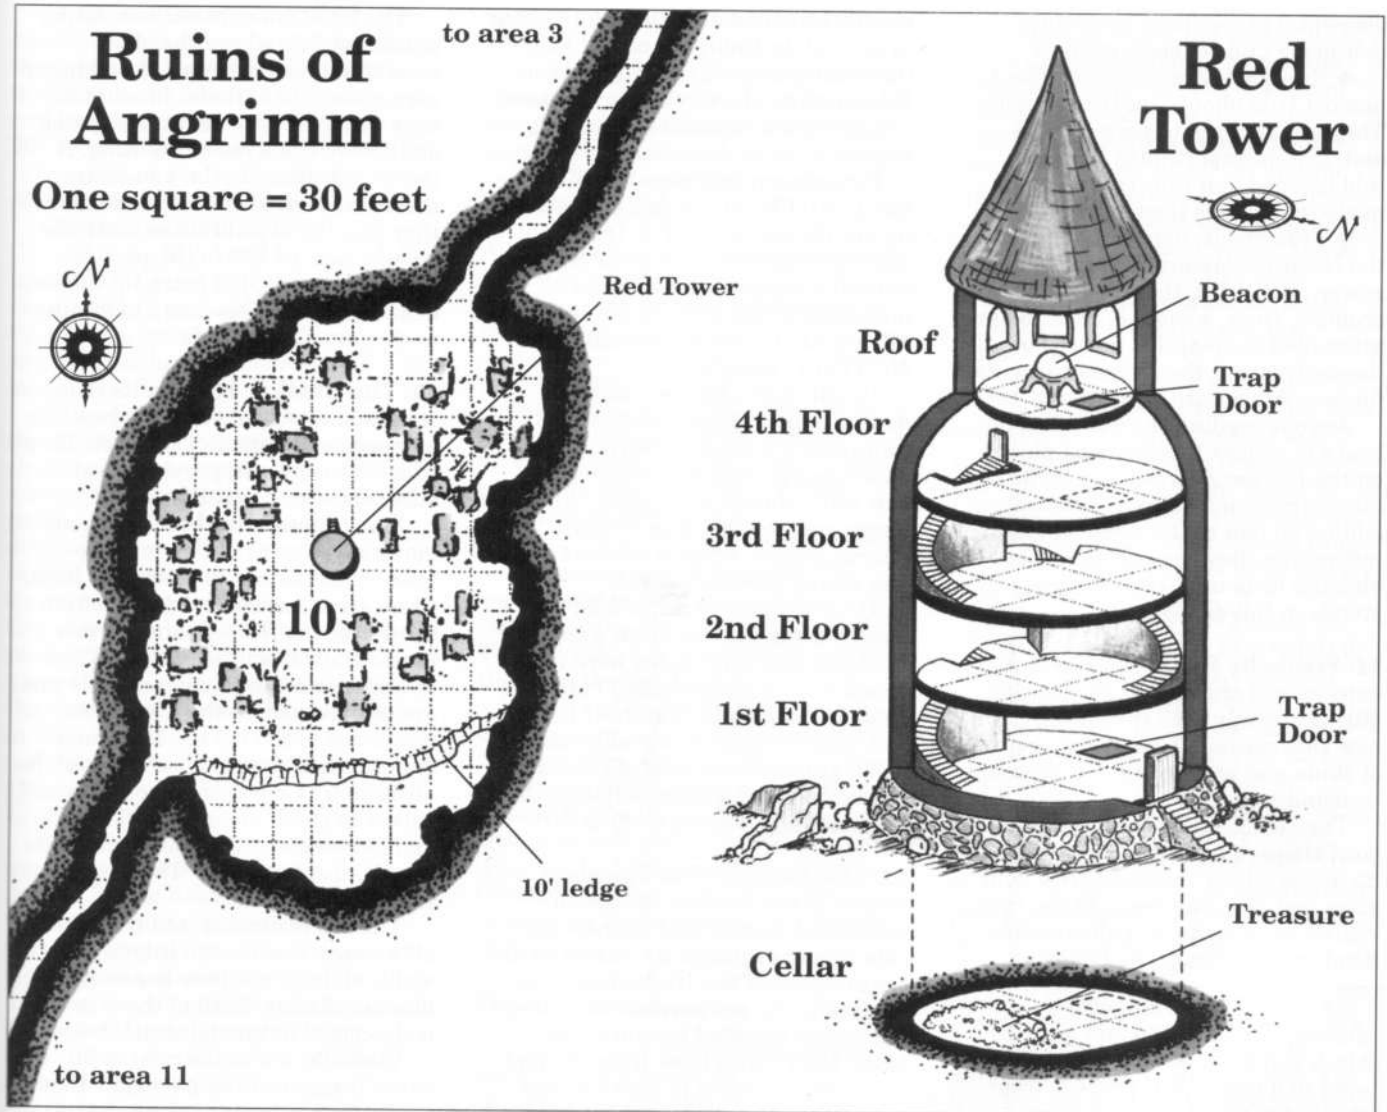 Ruins of
Angrimm
One square = 30 feet
to area 3
N
Red Tower
10
10' ledge
to area 11
Red
Tower
N
Beacon
Roof
Trap
Door
4th Floor
3rd Floor
2nd Floor
1st Floor
Trap
Door
Treasure
Cellar